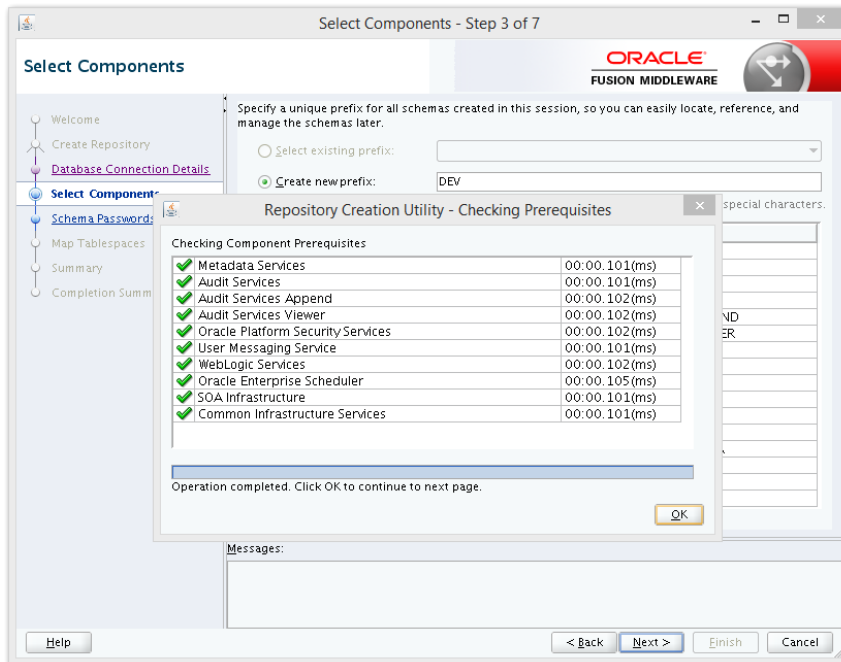 Select Components - Step 3 of 7
Select Components
ORACLE
FUSION MIDDLEWARE
Welcome
Create Repository
Database Connection Details
Select Components
Schema Passwords
Map Tablespaces
Summary
Completion Summ
Specify a unique prefix for all schemas created in this session, so you can easily locate, reference, and
manage the schemas later.
Select existing prefix:
Create new prefix: DEV
special characters.
Repository Creation Utility - Checking Prerequisites
Checking Component Prerequisites
Metadata Services 00:00.101(ms)
Audit Services 00:00.101(ms)
Audit Services Append 00:00.102(ms)
Audit Services Viewer 00:00.102(ms)
Oracle Platform Security Services 00:00.102(ms)
User Messaging Service 00:00.101(ms)
WebLogic Services 00:00.102(ms)
Oracle Enterprise Scheduler 00:00.105(ms)
SOA Infrastructure 00:00.101(ms)
Common Infrastructure Services 00:00.101(ms)
Operation completed. Click OK to continue to next page.
OK
ND
ER
Messages:
Help
< Back Next > Finish Cancel